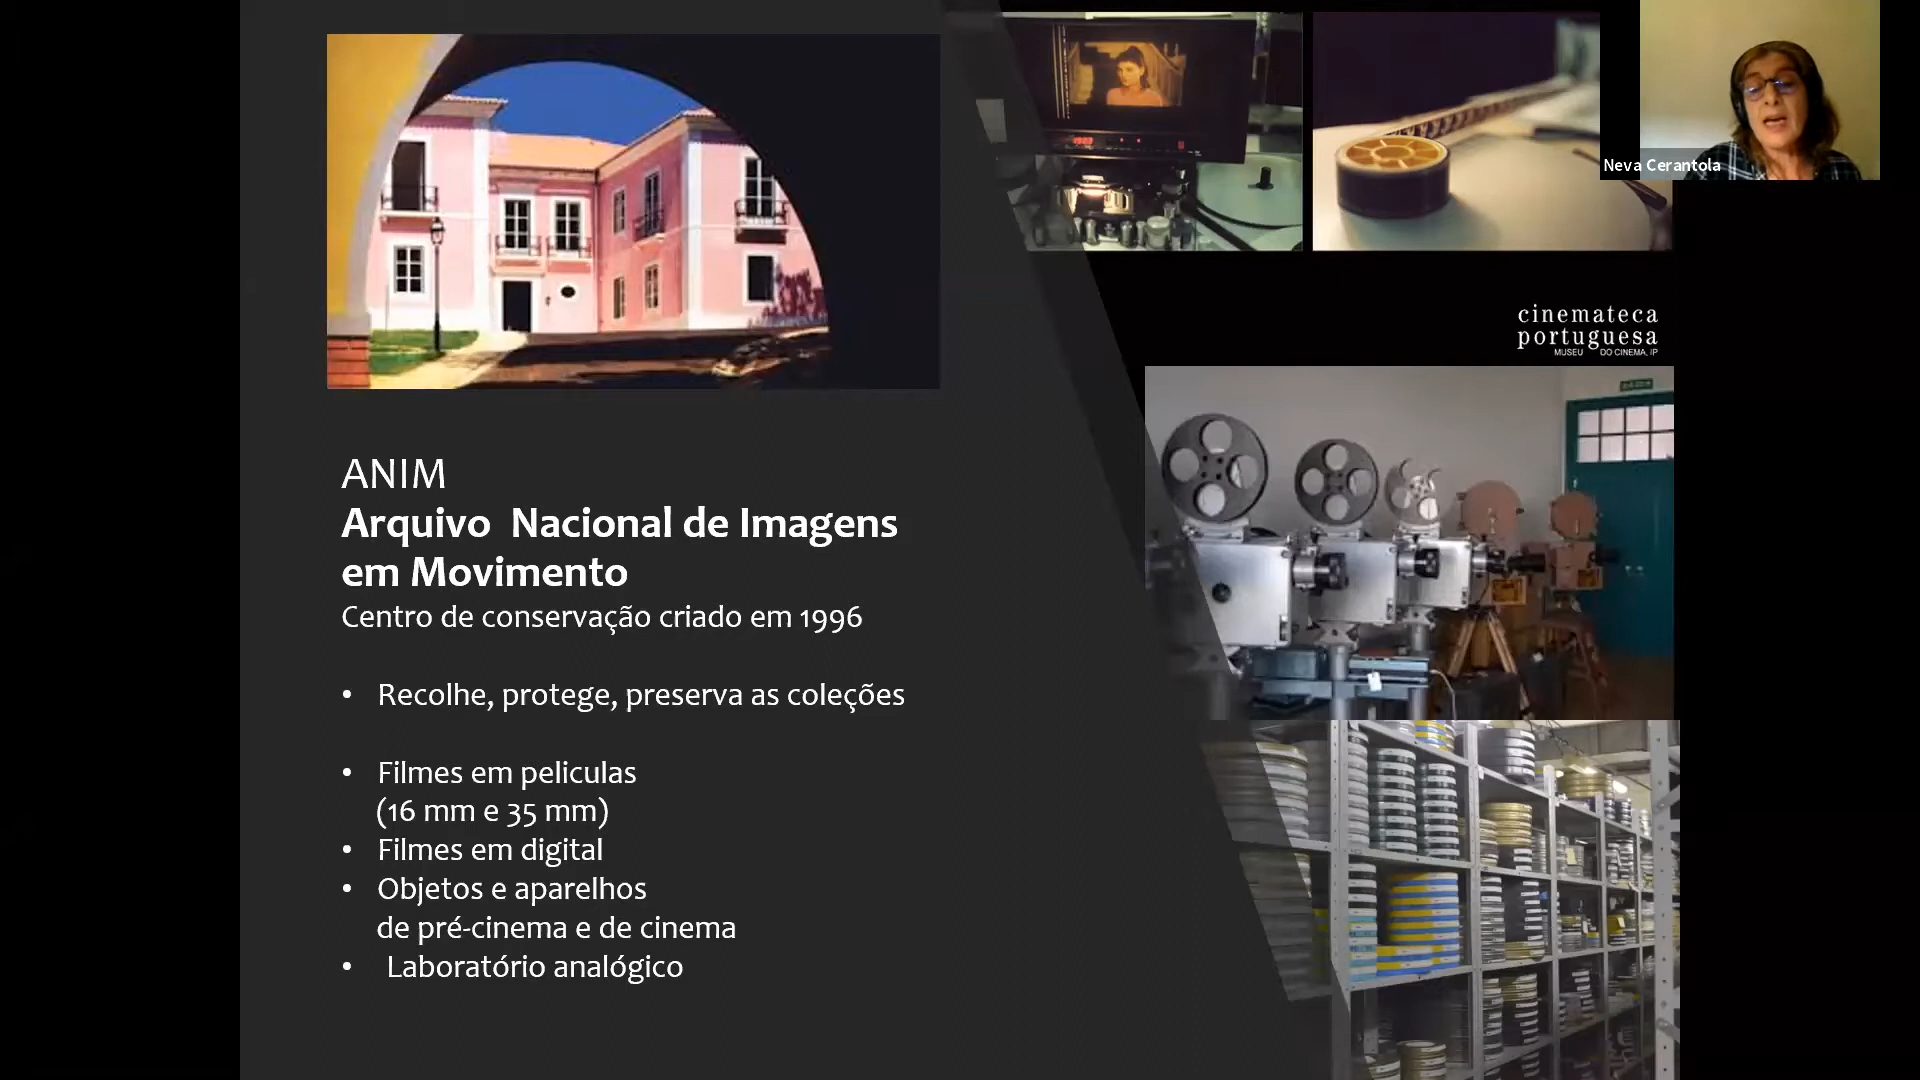 Neva Cerantola
cinemateca
portuguesa
MUSEU DO CINEMA, IP
ANIM
Arquivo Nacional de Imagens
em Movimento
Centro de conservação criado em 1996
• Recolhe, protege, preserva as coleções
• Filmes em peliculas
(16 mm e 35 mm)
• Filmes em digital
• Objetos e aparelhos
de pré-cinema e de cinema
• Laboratório analógico